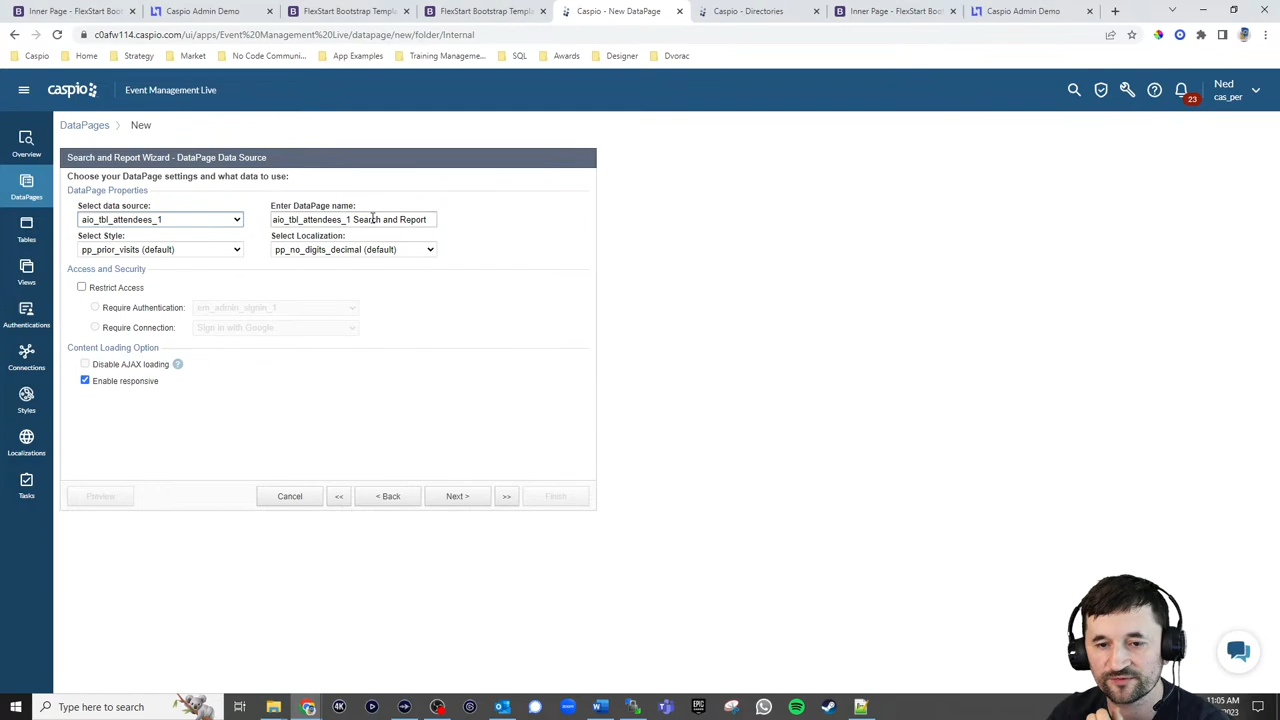 Inner Page - FlexStart Boot
Caspio Admin Demo
FlexStart Bootstrap Templa
FlexStart Bootstrap Templa
Caspio - New DataPage
Caspio - Directories
Inner Page - FlexStart Boot
Caspio Admin Demo
c0afw114.caspio.com/ui/apps/Event%20Management%20Live/datapage/new/folder/Internal
Caspio
Home
Strategy
Market
No Code Communi...
App Examples
Training Manageme...
SQL
Awards
Designer
Dvorac
caspio
Event Management Live
23
Ned
cas_per
DataPages
New
Overview
DataPages
Tables
Views
Authentications
Connections
Styles
Localizations
Tasks
Search and Report Wizard - DataPage Data Source
Choose your DataPage settings and what data to use:
DataPage Properties
Select data source:
Enter DataPage name:
aio_tbl_attendees_1
aio_tbl_attendees_1 Search and Report
Select Style:
Select Localization:
pp_prior_visits (default)
pp_no_digits_decimal (default)
Access and Security
Restrict Access
Require Authentication:
em_admin_signin_1
Require Connection:
Sign in with Google
Content Loading Option
Disable AJAX loading
?
Enable responsive
Preview
Cancel
<<
< Back
Next >
>>
Finish
Type here to search
4K
EPIC
GAMES
11:05 AM